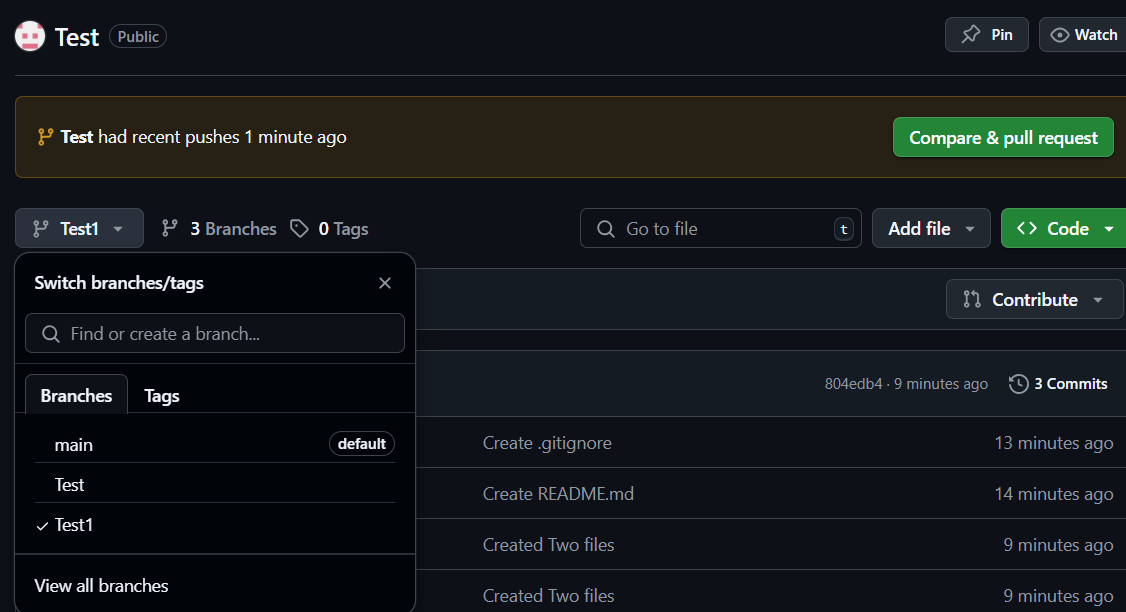 Test Public
Pin
Watch
Test had recent pushes 1 minute ago
Compare & pull request
Test1
3 Branches
0 Tags
Go to file
t
Add file
Code
Switch branches/tags
Find or create a branch...
Branches
Tags
main default
Test
Test1
View all branches
Contribute
804edb4 · 9 minutes ago
3 Commits
Create .gitignore 13 minutes ago
Create README.md 14 minutes ago
Created Two files 9 minutes ago
Created Two files 9 minutes ago